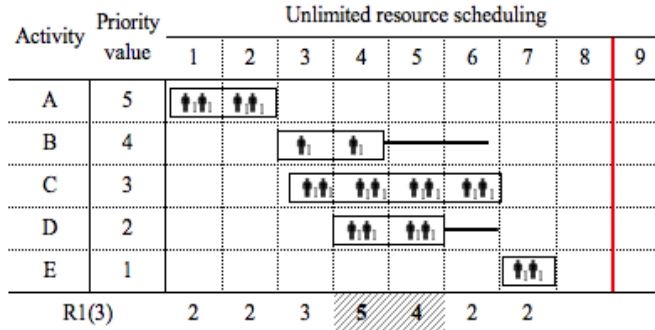 Activity Priority value Unlimited resource scheduling
1 2 3 4 5 6 7 8 9
A 5
B 4
C 3
D 2
E 1
R1(3) 2 2 3 5 4 2 2